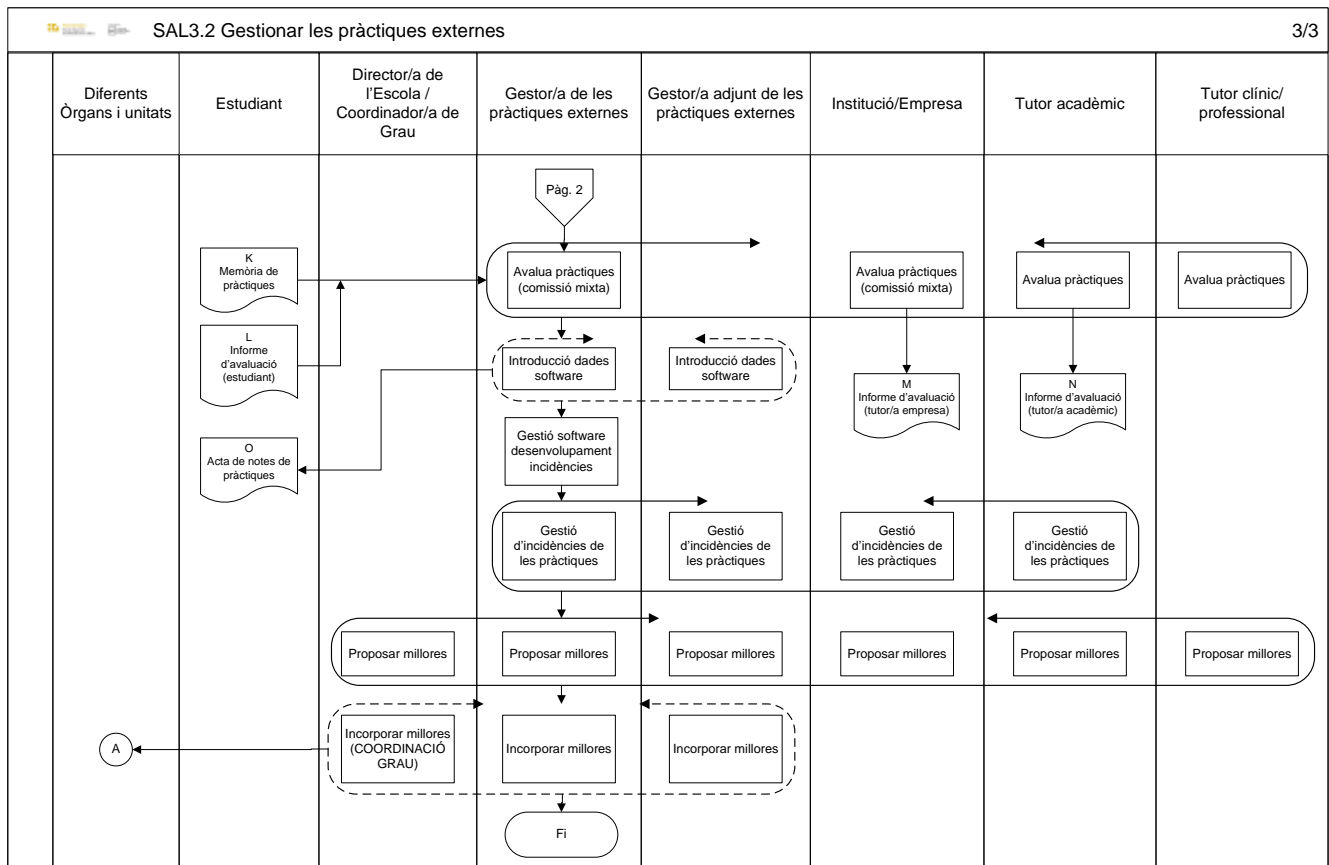 SAL3.2 Gestionar les pràctiques externes
3/3
Diferents
Òrgans i unitats
Estudiant
Director/a de
l'Escola /
Coordinador/a de
Grau
Gestor/a de les
pràctiques externes
Gestor/a adjunt de les
pràctiques externes
Institució/Empresa
Tutor acadèmic
Tutor clínic/
professional
Pàg. 2
K
Memòria de
pràctiques
Avalua pràctiques
(comissió mixta)
Avalua pràctiques
(comissió mixta)
Avalua pràctiques
Avalua pràctiques
L
Informe
d'avaluació
(estudiant)
Introducció dades
software
Introducció dades
software
M
Informe d'avaluació
(tutor/a empresa)
N
Informe d'avaluació
(tutor/a acadèmic)
O
Acta de notes de
pràctiques
Gestió software
desenvolupament
incidències
Gestió
d'incidències de
les pràctiques
Gestió
d'incidències de
les pràctiques
Gestió
d'incidències de
les pràctiques
Gestió
d'incidències de
les pràctiques
Proposar millores
Proposar millores
Proposar millores
Proposar millores
Proposar millores
Proposar millores
A
Incorporar millores
(COORDINACIÓ
GRAU)
Incorporar millores
Incorporar millores
Fi